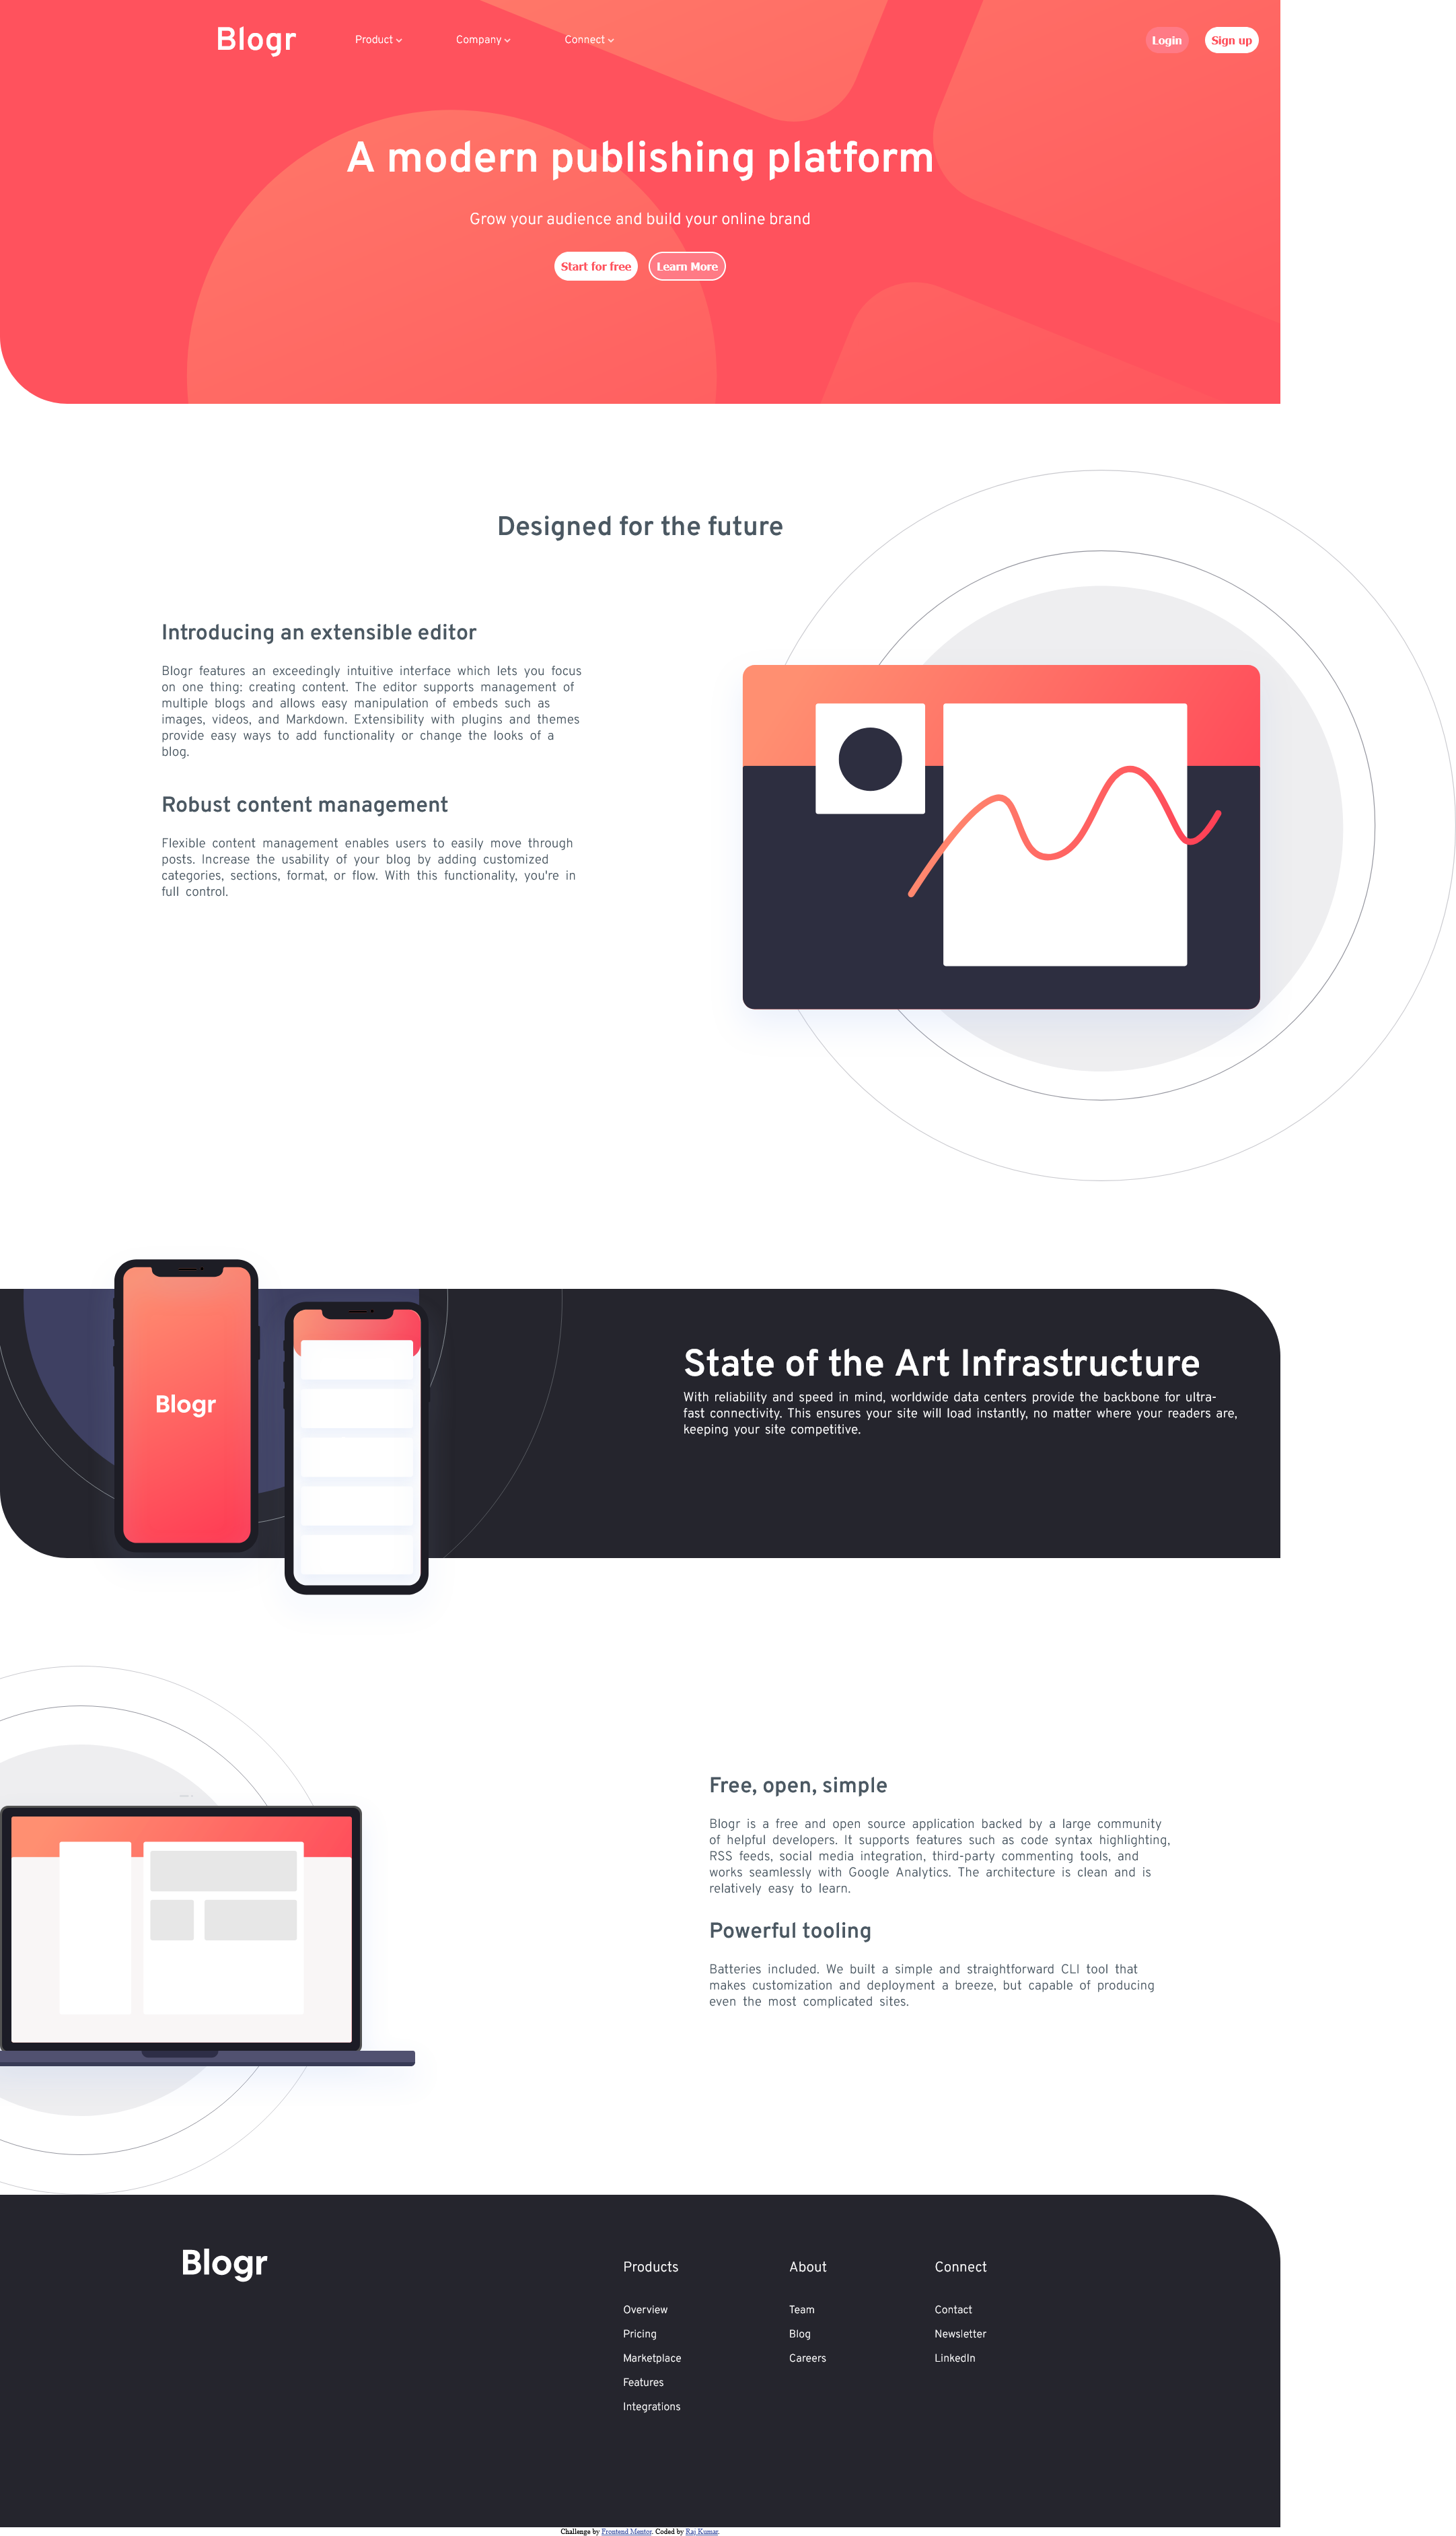 Blogr
Product
Company
Connect
Login
Sign up
A modern publishing platform
Grow your audience and build your online brand
Start for free
Learn More
Designed for the future
Introducing an extensible editor
Blogr features an exceedingly intuitive interface which lets you focus
on one thing: creating content. The editor supports management of
multiple blogs and allows easy manipulation of embeds such as
images, videos, and Markdown. Extensibility with plugins and themes
provide easy ways to add functionality or change the looks of a
blog.
Robust content management
Flexible content management enables users to easily move through
posts. Increase the usability of your blog by adding customized
categories, sections, format, or flow. With this functionality, you're in
full control.
Blogr
State of the Art Infrastructure
With reliability and speed in mind, worldwide data centers provide the backbone for ultra-
fast connectivity. This ensures your site will load instantly, no matter where your readers are,
keeping your site competitive.
Free, open, simple
Blogr is a free and open source application backed by a large community
of helpful developers. It supports features such as code syntax highlighting,
RSS feeds, social media integration, third-party commenting tools, and
works seamlessly with Google Analytics. The architecture is clean and is
relatively easy to learn.
Powerful tooling
Batteries included. We built a simple and straightforward CLI tool that
makes customization and deployment a breeze, but capable of producing
even the most complicated sites.
Blogr
Products
Overview
Pricing
Marketplace
Features
Integrations
About
Team
Blog
Careers
Connect
Contact
Newsletter
LinkedIn
Challenge by Frontend Mentor. Coded by Raj Kumar.